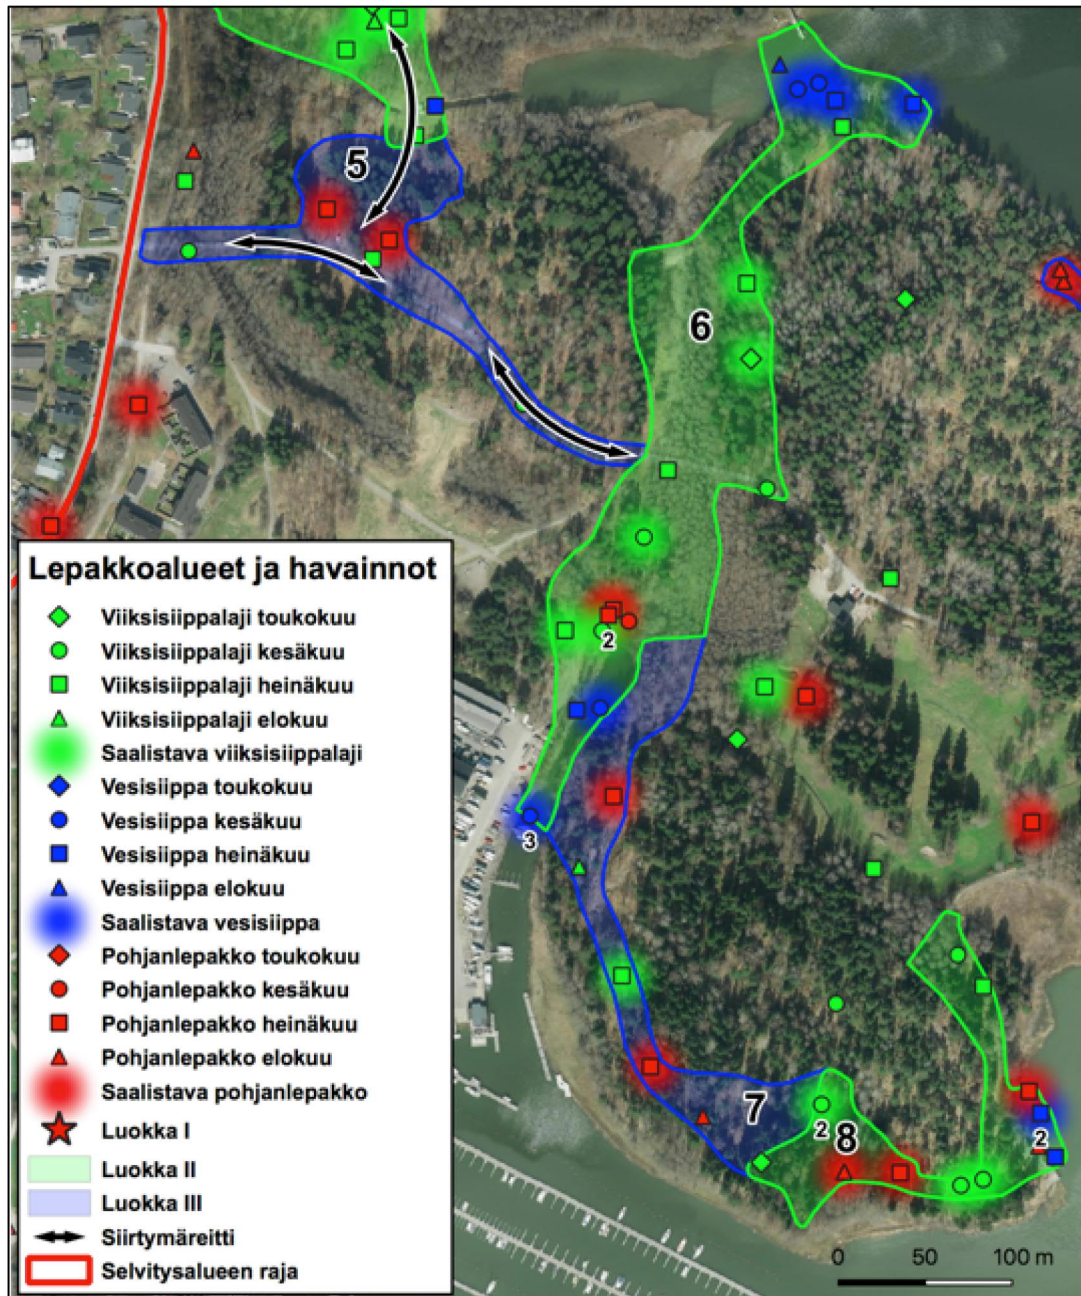 5
6
2
3
Lepakkoalueet ja havainnot
Viiksisiippalaji toukokuu
Viiksisiippalaji kesäkuu
Viiksisiippalaji heinäkuu
Viiksisiippalaji elokuu
Saalistava viiksisiippalaji
Vesisiippa toukokuu
Vesisiippa kesäkuu
Vesisiippa heinäkuu
Vesisiippa elokuu
Saalistava vesisiippa
Pohjanlepakko toukokuu
Pohjanlepakko kesäkuu
Pohjanlepakko heinäkuu
Pohjanlepakko elokuu
Saalistava pohjanlepakko
Luokka I
Luokka II
Luokka III
Siirtymäreitti
Selvitysalueen raja
7
2
8
2
0 50 100 m